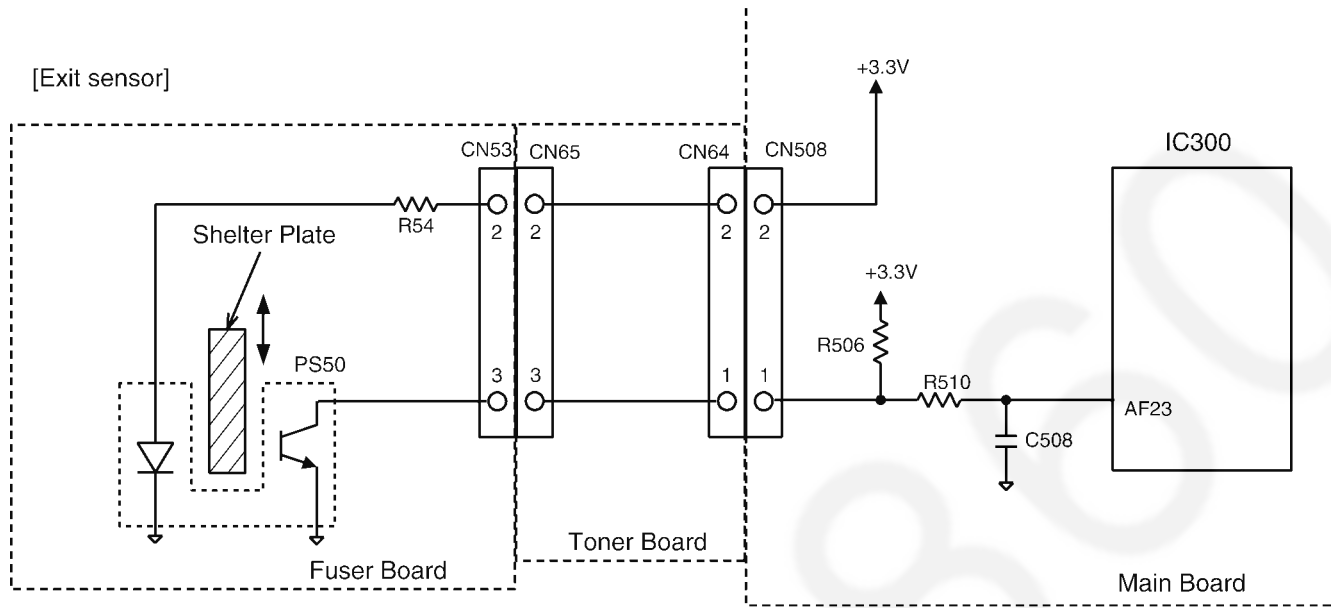 [Exit sensor]
+3.3V
IC300
CN53
CN65
CN64
CN508
R54
2
2
2
2
Shelter Plate
+3.3V
R506
PS50
3
3
1
1
R510
AF23
C508
Toner Board
Fuser Board
Main Board